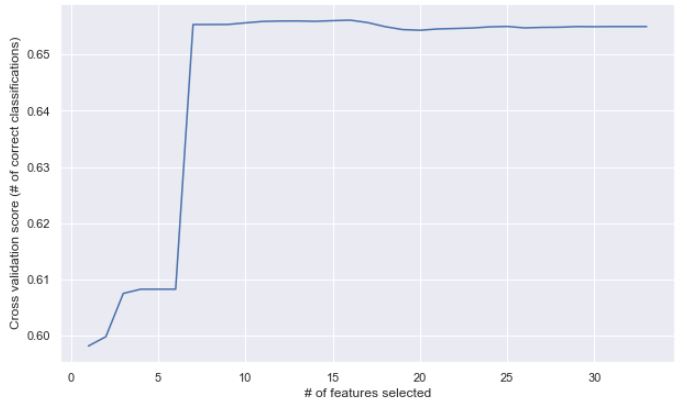 Cross validation score (# of correct classifications)
0.65
0.64
0.63
0.62
0.61
0.60
0 5 10 15 20 25 30
# of features selected